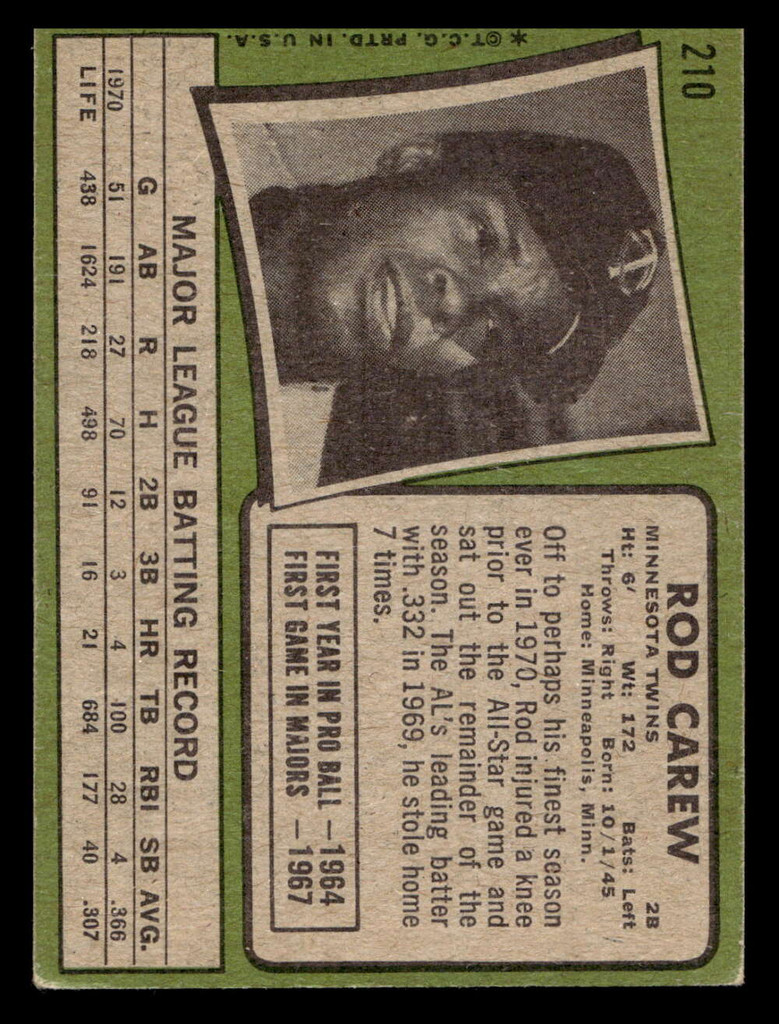 210
*©T.C.G. PRTD. IN U.S.A.
ROD CAREW
MINNESOTA TWINS 2B
Ht: 6' Wt: 172 Bats: Left
Throws: Right Born: 10/1/45
Home: Minneapolis, Minn.
Off to perhaps his finest season
ever in 1970, Rod injured a knee
prior to the All-Star game and
sat out the remainder of the
season. The AL's leading batter
with .332 in 1969, he stole home
7 times.
FIRST YEAR IN PRO BALL —1964
FIRST GAME IN MAJORS —1967
MAJOR LEAGUE BATTING RECORD
G AB R H 2B 3B HR TB RBI SB AVG.
1970 51 191 27 70 12 3 4 100 28 4 .366
LIFE 438 1624 218 498 91 16 21 684 177 40 .307